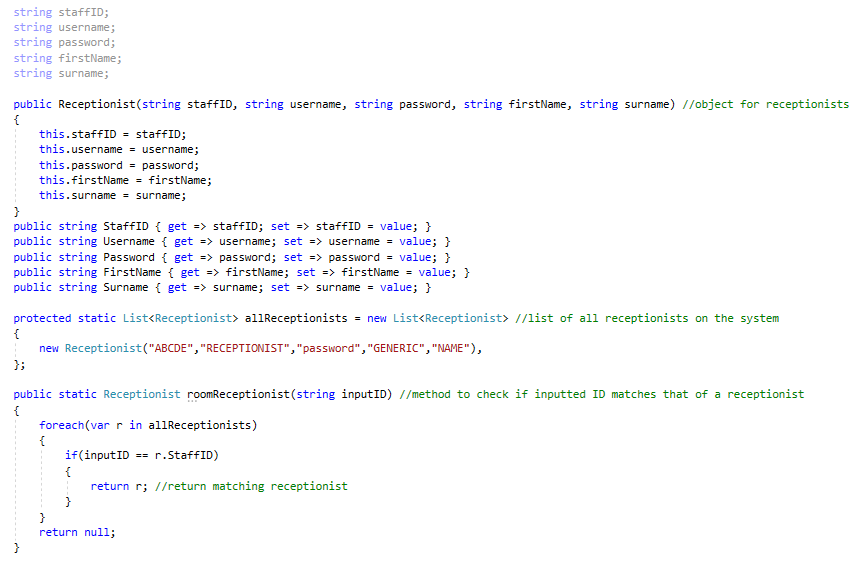 string staffID;
string username;
string password;
string firstName;
string surname;
public Receptionist(string staffID, string username, string password, string firstName, string surname) //object for receptionists
{
this.staffID = staffID;
this.username = username;
this.password = password;
this.firstName = firstName;
this.surname = surname;
}
public string StaffID { get => staffID; set => staffID = value; }
public string Username { get => username; set => username = value; }
public string Password { get => password; set => password = value; }
public string FirstName { get => firstName; set => firstName = value; }
public string Surname { get => surname; set => surname = value; }
protected static List<Receptionist> allReceptionists = new List<Receptionist> //list of all receptionists on the system
{
new Receptionist("ABCDE","RECEPTIONIST","password","GENERIC","NAME"),
};
public static Receptionist roomReceptionist(string inputID) //method to check if inputted ID matches that of a receptionist
{
foreach(var r in allReceptionists)
{
if(inputID == r.StaffID)
{
return r; //return matching receptionist
}
}
return null;
}